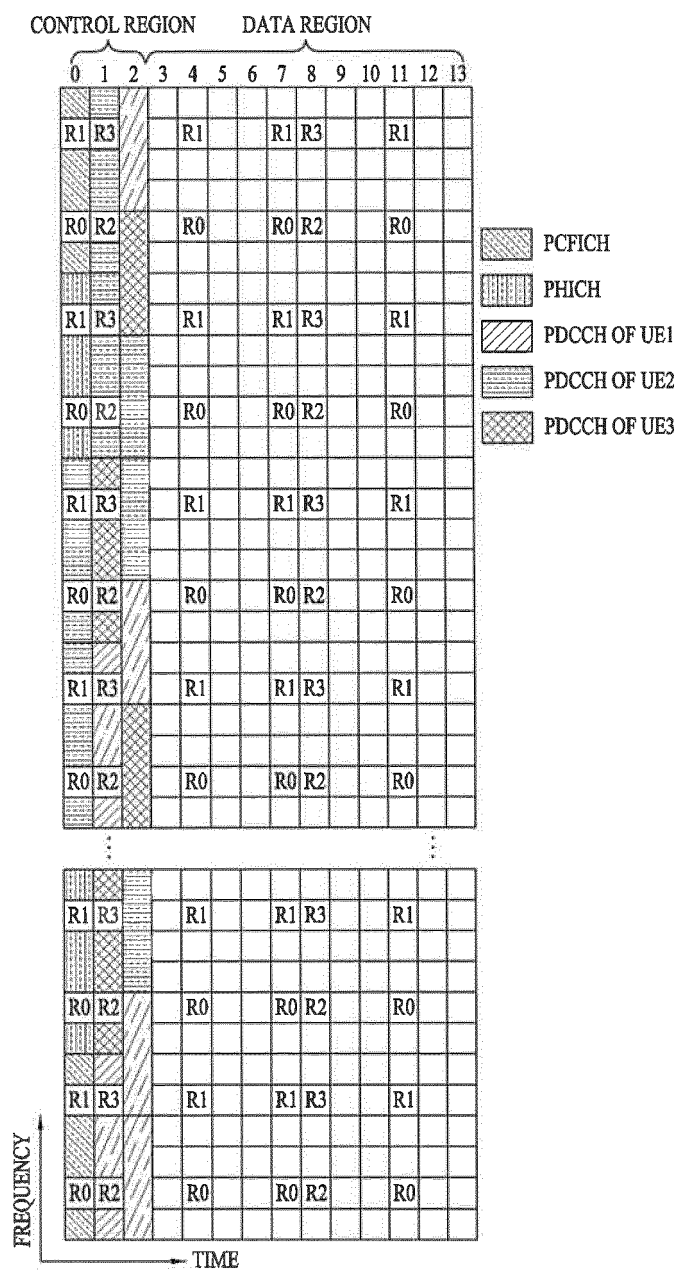 CONTROL REGION DATA REGION
0 1 2 3 4 5 6 7 8 9 10 11 12 13
R1 R3 R1 R1 R3 R1
R0 R2 R0 R0 R2 R0
R1 R3 R1 R1 R3 R1
R0 R2 R0 R0 R2 R0
R1 R3 R1 R1 R3 R1
R0 R2 R0 R0 R2 R0
R1 R3 R1 R1 R3 R1
R0 R2 R0 R0 R2 R0
R1 R3 R1 R1 R3 R1
R0 R2 R0 R0 R2 R0
R1 R3 R1 R1 R3 R1
R0 R2 R0 R0 R2 R0
PCFICH
PHICH
PDCCH OF UE1
PDCCH OF UE2
PDCCH OF UE3
FREQUENCY
TIME